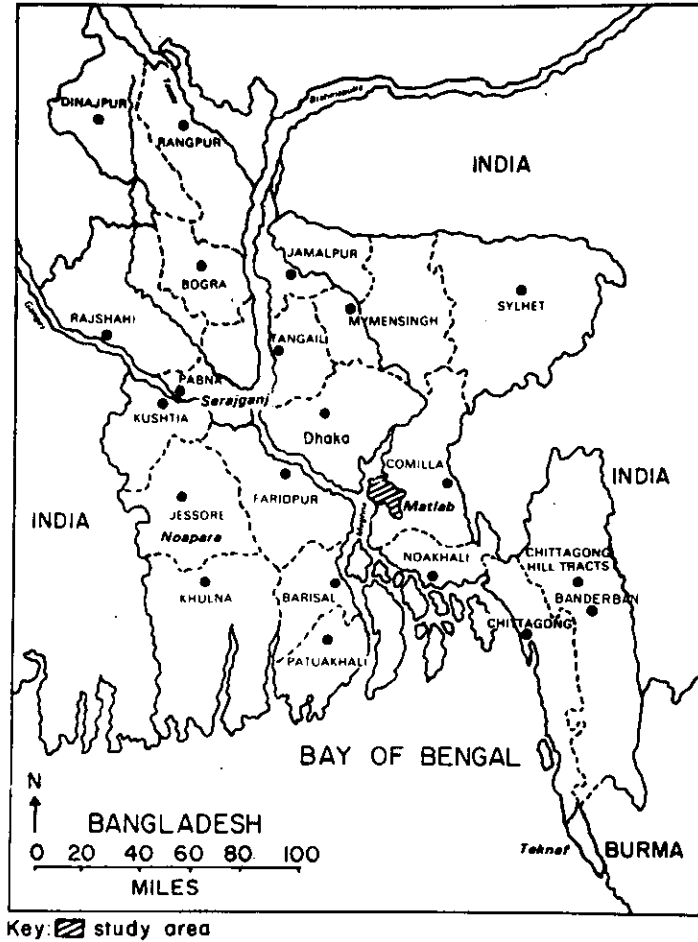 DINAJPUR
RANGPUR
Brahmaputra
INDIA
JAMALPUR
BOGRA
SYLHET
MYMENSINGH
RAJSHAHI
TANGAIL
PABNA
Serajganj
KUSHTIA
Dhaka
COMILLA
INDIA
FARIDPUR
INDIA
JESSORE
Matlab
Noapara
NOAKHALI
CHITTAGONG
HILL TRACTS
KHULNA
BARISAL
BANDERBAN
CHITTAGONG
PATUAKHALI
BAY OF BENGAL
N
BANGLADESH
0 20 40 60 80 100
MILES
Teknaf
BURMA
Key: study area